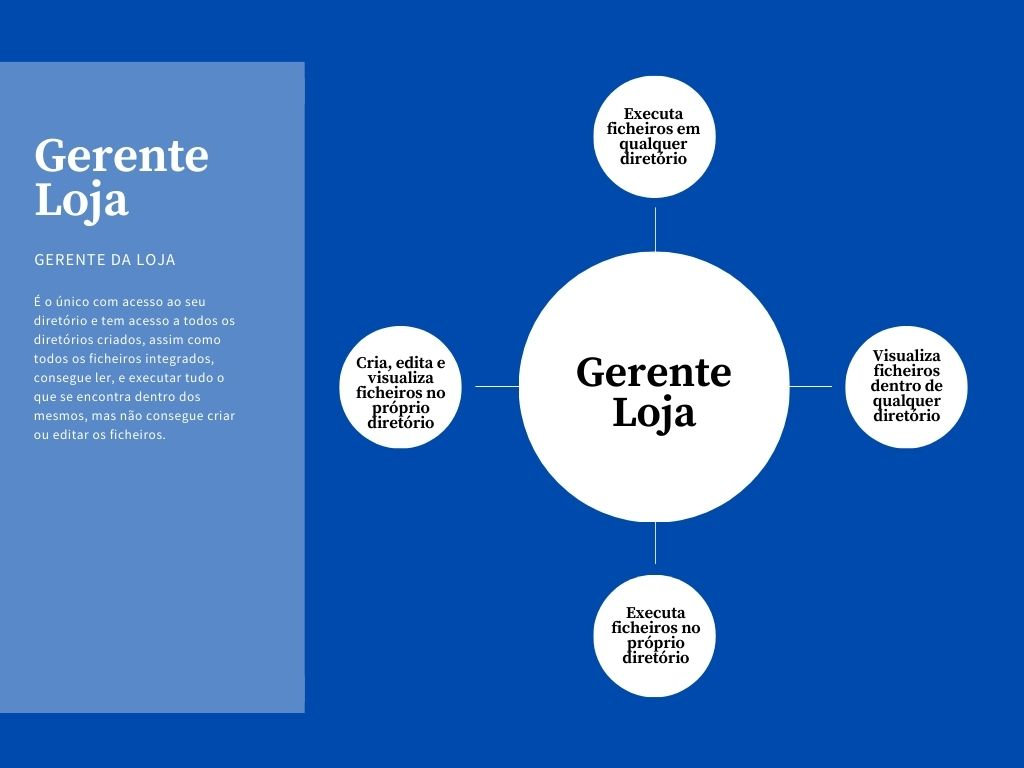 Gerente
Loja
GERENTE DA LOJA
É o único com acesso ao seu
diretório e tem acesso a todos os
diretórios criados, assim como
todos os ficheiros integrados,
consegue ler, e executar tudo o
que se encontra dentro dos
mesmos, mas não consegue criar
ou editar os ficheiros.
Executa
ficheiros em
qualquer
diretório
Cria, edita e
visualiza
ficheiros no
próprio
diretório
Gerente
Loja
Visualiza
ficheiros
dentro de
qualquer
diretório
Executa
ficheiros no
próprio
diretório